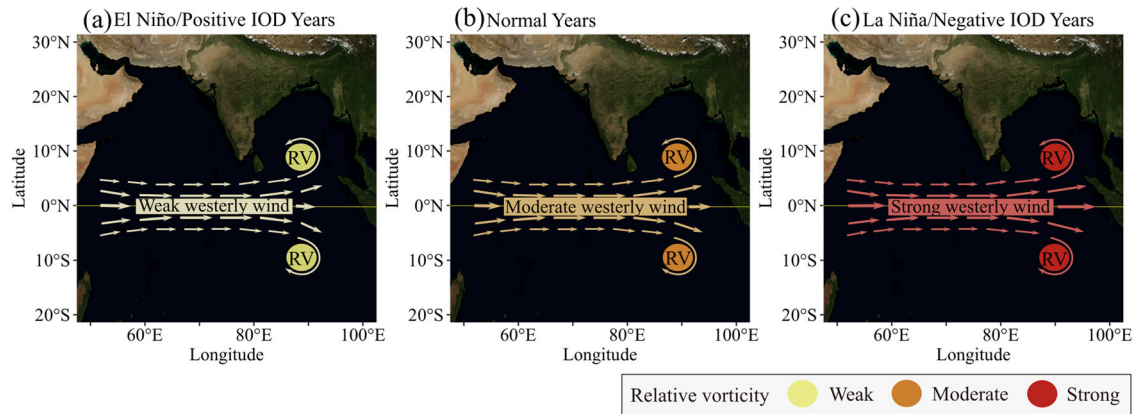 (a) El Niño/Positive IOD Years
30°N
20°N
10°N
0°N
10°S
20°S
Latitude
RV
Weak westerly wind
RV
60°E 80°E 100°E
Longitude
(b) Normal Years
30°N
20°N
10°N
0°N
10°S
20°S
Latitude
RV
Moderate westerly wind
RV
60°E 80°E 100°E
Longitude
(c) La Niña/Negative IOD Years
30°N
20°N
10°N
0°N
10°S
20°S
Latitude
RV
Strong westerly wind
RV
60°E 80°E 100°E
Longitude
Relative vorticity Weak Moderate Strong